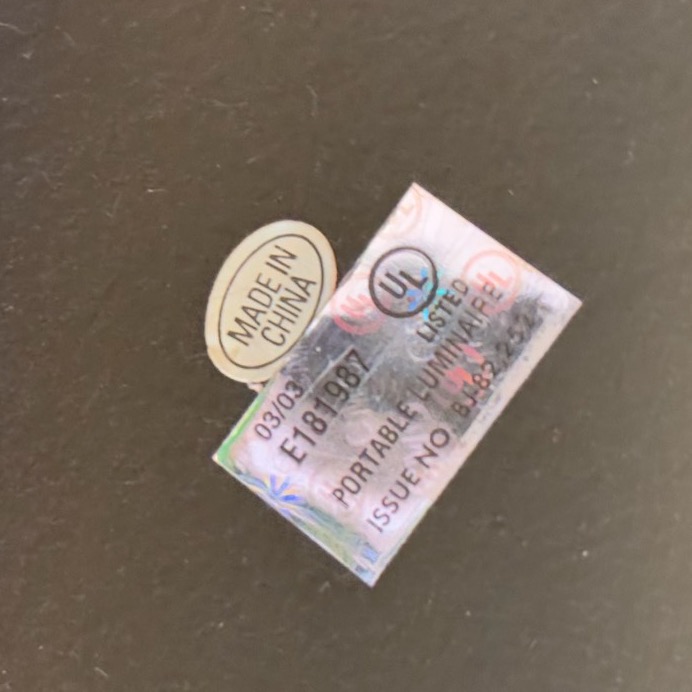 MADE IN
CHINA
UL
LISTED
03/03
E181987
PORTABLE LUMINAIRE
ISSUE NO.